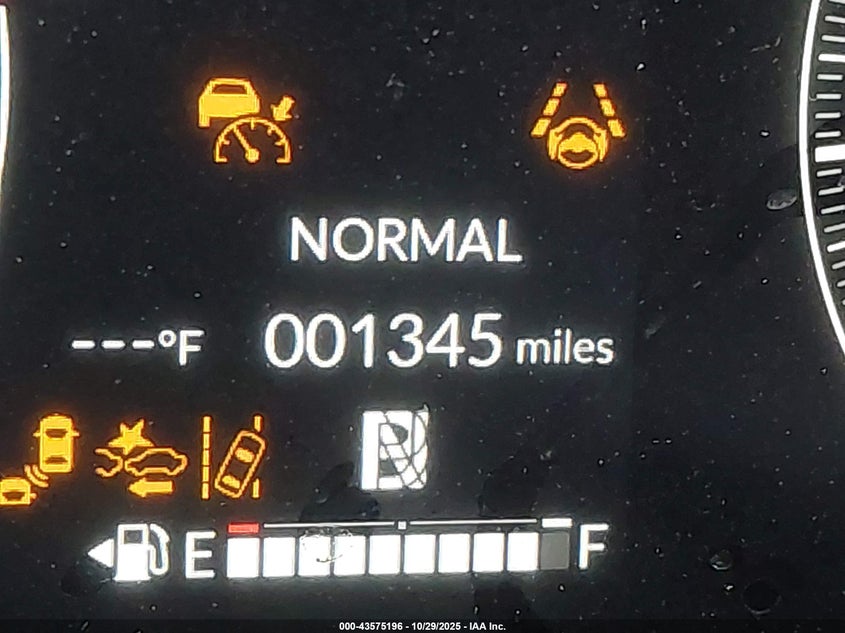 NORMAL
---°F 001345 miles
P
E F
000-43575196 - 10/29/2025 - IAA Inc.